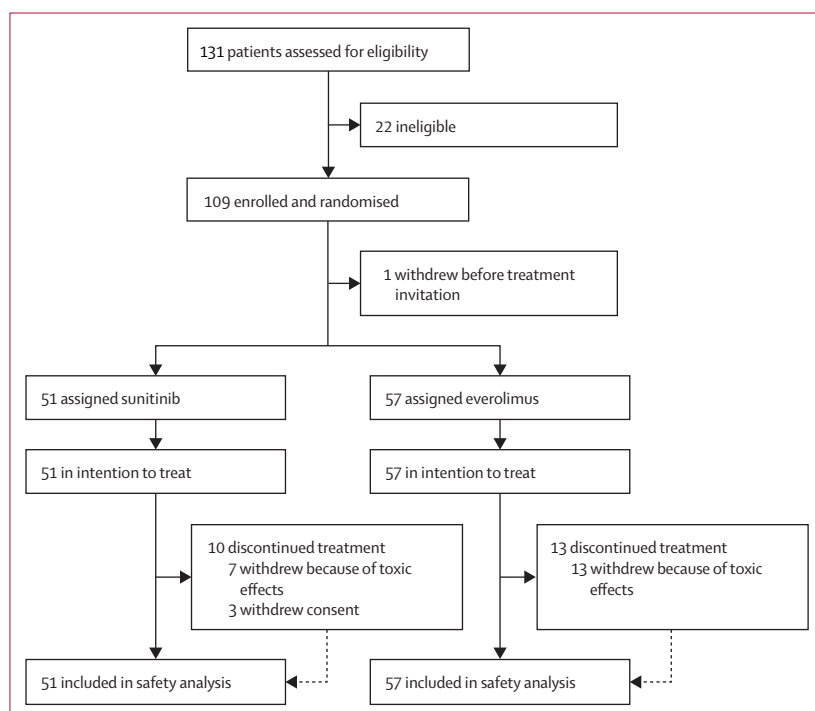 131 patients assessed for eligibility
22 ineligible
109 enrolled and randomised
1 withdrew before treatment
invitation
51 assigned sunitinib
57 assigned everolimus
51 in intention to treat
57 in intention to treat
10 discontinued treatment
7 withdrew because of toxic
effects
3 withdrew consent
13 discontinued treatment
13 withdrew because of toxic
effects
51 included in safety analysis
57 included in safety analysis